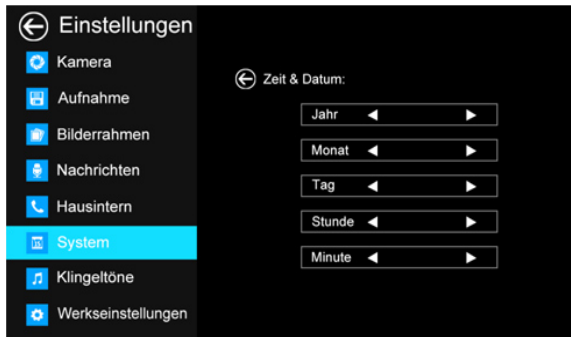 Einstellungen
Kamera
Aufnahme
Bilderrahmen
Nachrichten
Hausintern
System
Klingeltöne
Werkseinstellungen
Zeit & Datum:
Jahr
Monat
Tag
Stunde
Minute